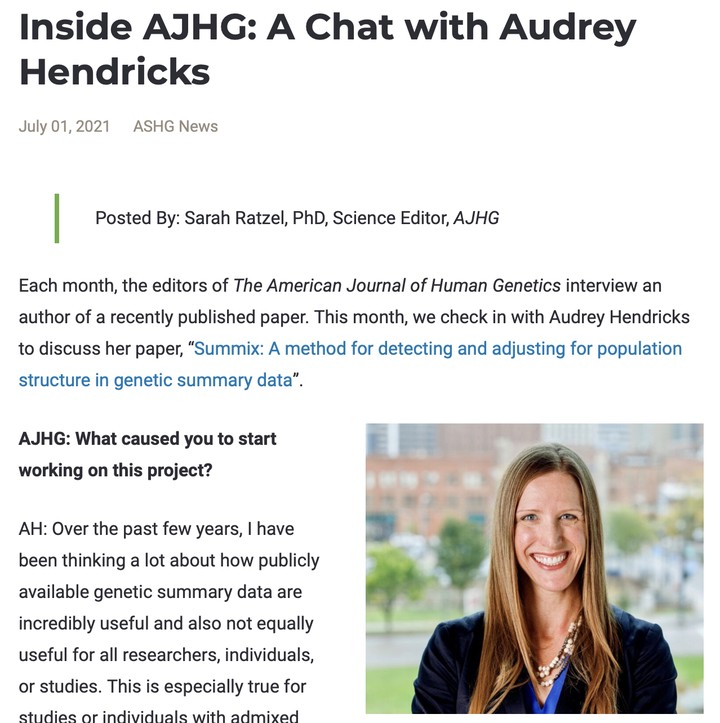 Inside AJHG: A Chat with Audrey
Hendricks
July 01, 2021 ASHG News
Posted By: Sarah Ratzel, PhD, Science Editor, AJHG
Each month, the editors of The American Journal of Human Genetics interview an
author of a recently published paper. This month, we check in with Audrey Hendricks
to discuss her paper, “Summix: A method for detecting and adjusting for population
structure in genetic summary data”.
AJHG: What caused you to start
working on this project?
AH: Over the past few years, I have
been thinking a lot about how publicly
available genetic summary data are
incredibly useful and also not equally
useful for all researchers, individuals,
or studies. This is especially true for
studies or individuals with admixed